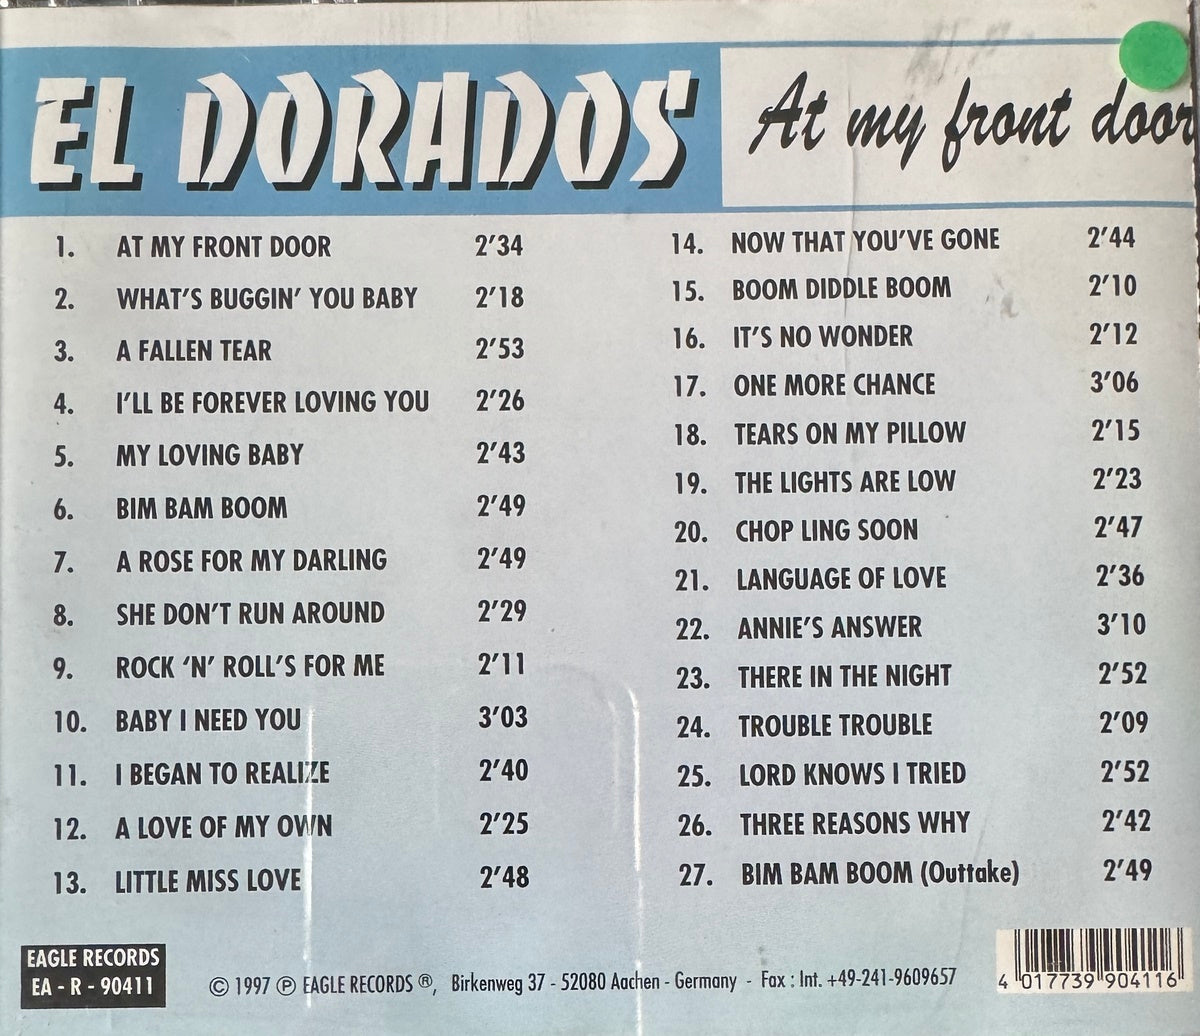 EL DORADOS
At my front door
1. AT MY FRONT DOOR 2'34
2. WHAT'S BUGGIN' YOU BABY 2'18
3. A FALLEN TEAR 2'53
4. I'LL BE FOREVER LOVING YOU 2'26
5. MY LOVING BABY 2'43
6. BIM BAM BOOM 2'49
7. A ROSE FOR MY DARLING 2'49
8. SHE DON'T RUN AROUND 2'29
9. ROCK 'N' ROLL'S FOR ME 2'11
10. BABY I NEED YOU 3'03
11. I BEGAN TO REALIZE 2'40
12. A LOVE OF MY OWN 2'25
13. LITTLE MISS LOVE 2'48
14. NOW THAT YOU'VE GONE 2'44
15. BOOM DIDDLE BOOM 2'10
16. IT'S NO WONDER 2'12
17. ONE MORE CHANCE 3'06
18. TEARS ON MY PILLOW 2'15
19. THE LIGHTS ARE LOW 2'23
20. CHOP LING SOON 2'47
21. LANGUAGE OF LOVE 2'36
22. ANNIE'S ANSWER 3'10
23. THERE IN THE NIGHT 2'52
24. TROUBLE TROUBLE 2'09
25. LORD KNOWS I TRIED 2'52
26. THREE REASONS WHY 2'42
27. BIM BAM BOOM (Outtake) 2'49
EAGLE RECORDS
EA - R - 90411
© 1997 ℗ EAGLE RECORDS ®, Birkenweg 37 - 52080 Aachen - Germany - Fax : Int. +49-241-9609657
4 017739 904116